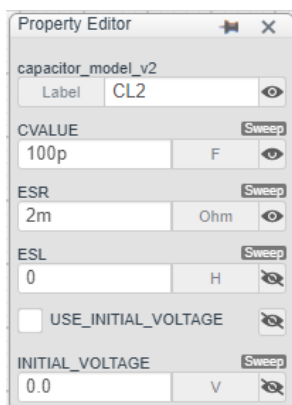 Property Editor
capacitor_model_v2
Label CL2
CVALUE Sweep
100p F
ESR Sweep
2m Ohm
ESL Sweep
0 H
USE_INITIAL_VOLTAGE
INITIAL_VOLTAGE Sweep
0.0 V